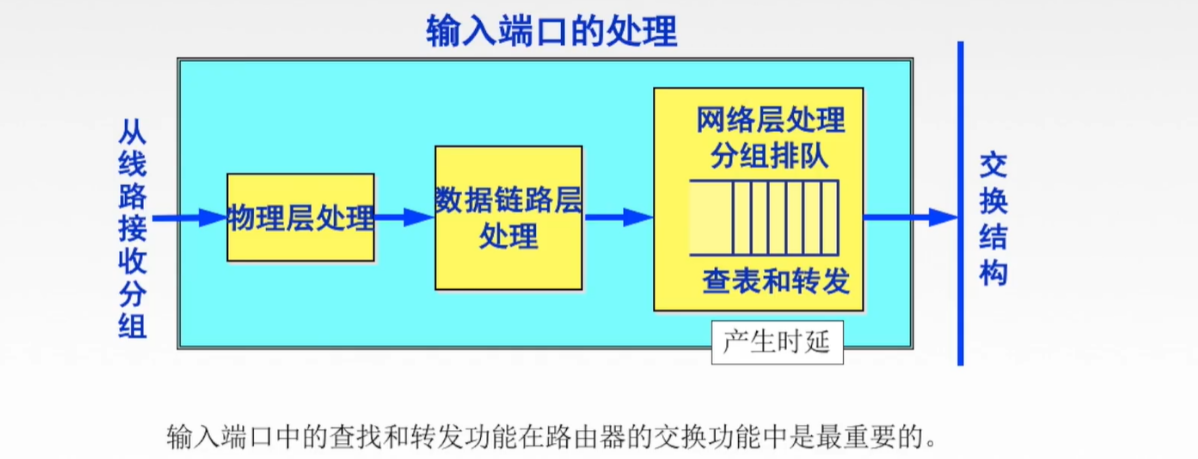 输入端口的处理
从线路接收分组
物理层处理
数据链路层
处理
网络层处理
分组排队
查表和转发
产生时延
交换结构
输入端口中的查找和转发功能在路由器的交换功能中是最重要的。